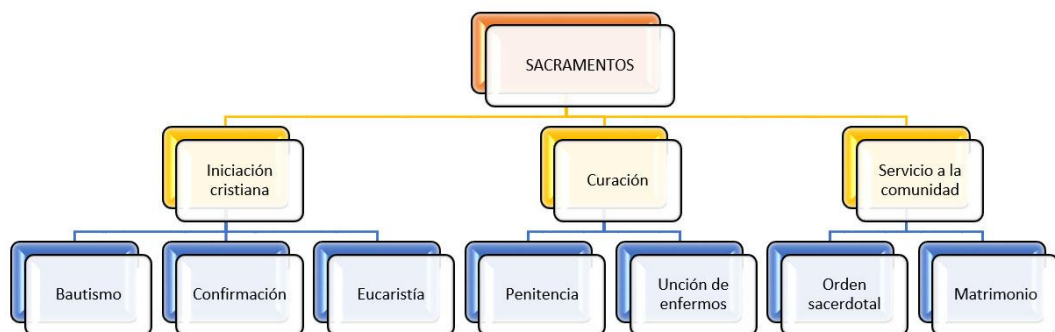 SACRAMENTOS
Iniciación
cristiana
Curación
Servicio a la
comunidad
Bautismo
Confirmación
Eucaristía
Penitencia
Unción de
enfermos
Orden
sacerdotal
Matrimonio